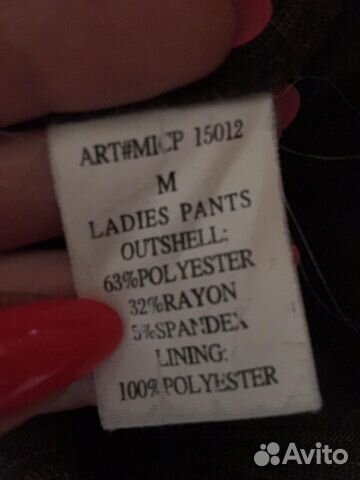 ART#MICP 15012
M
LADIES PANTS
OUTSHELL:
63%POLYESTER
32%RAYON
5%SPANDEX
LINING:
100%POLYESTER
Avito